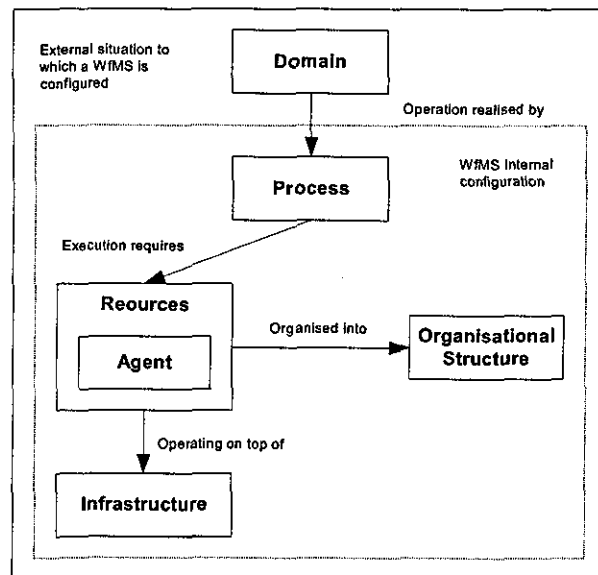 External situation to
which a WfMS is
configured
Domain
Operation realised by
WfMS Internal
configuration
Process
Execution requires
Reources
Agent
Organised into
Organisational
Structure
Operating on top of
Infrastructure